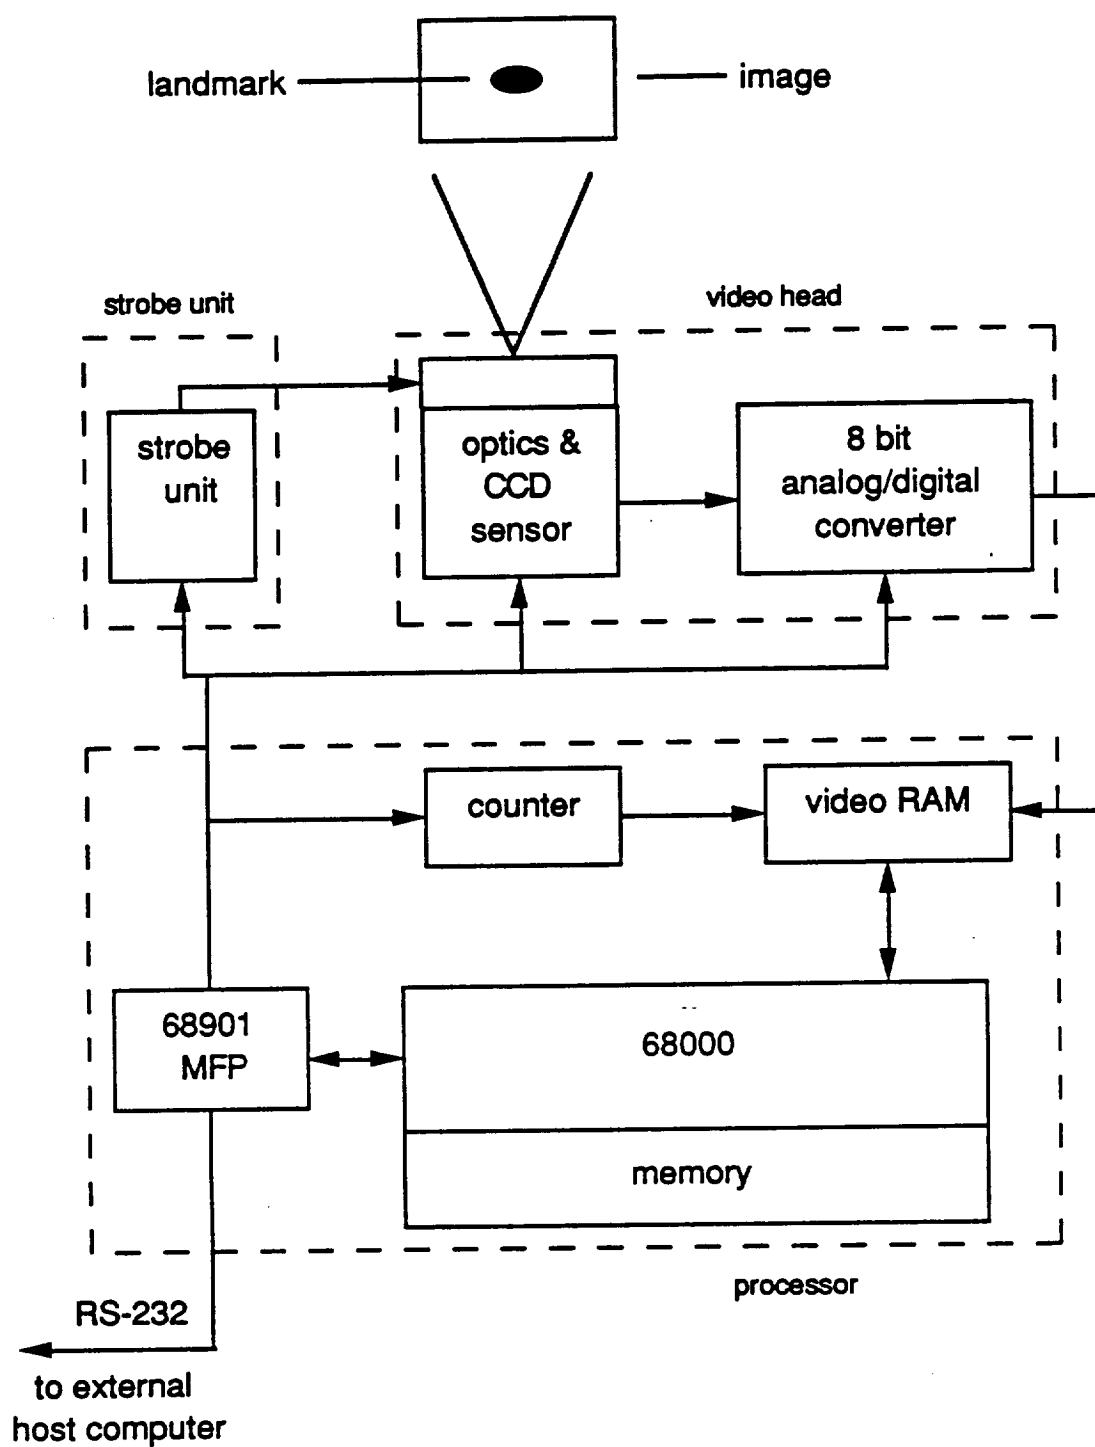 landmark
image
strobe unit
video head
strobe
unit
optics &
CCD
sensor
8 bit
analog/digital
converter
counter
video RAM
68901
MFP
68000
memory
processor
RS-232
to external
host computer